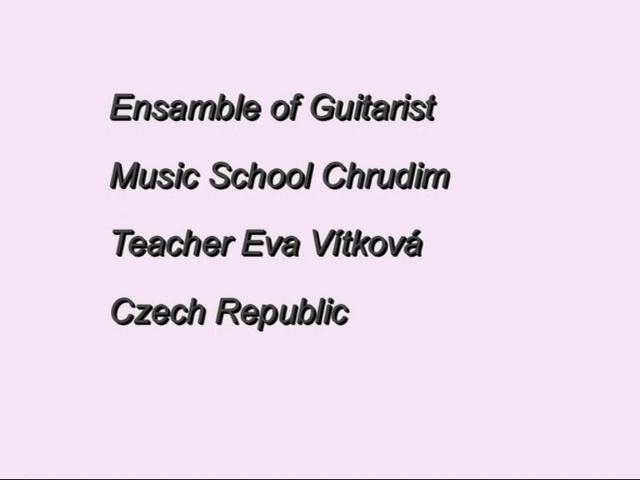 Ensamble of Guitarist
Music School Chrudim
Teacher Eva Vítková
Czech Republic